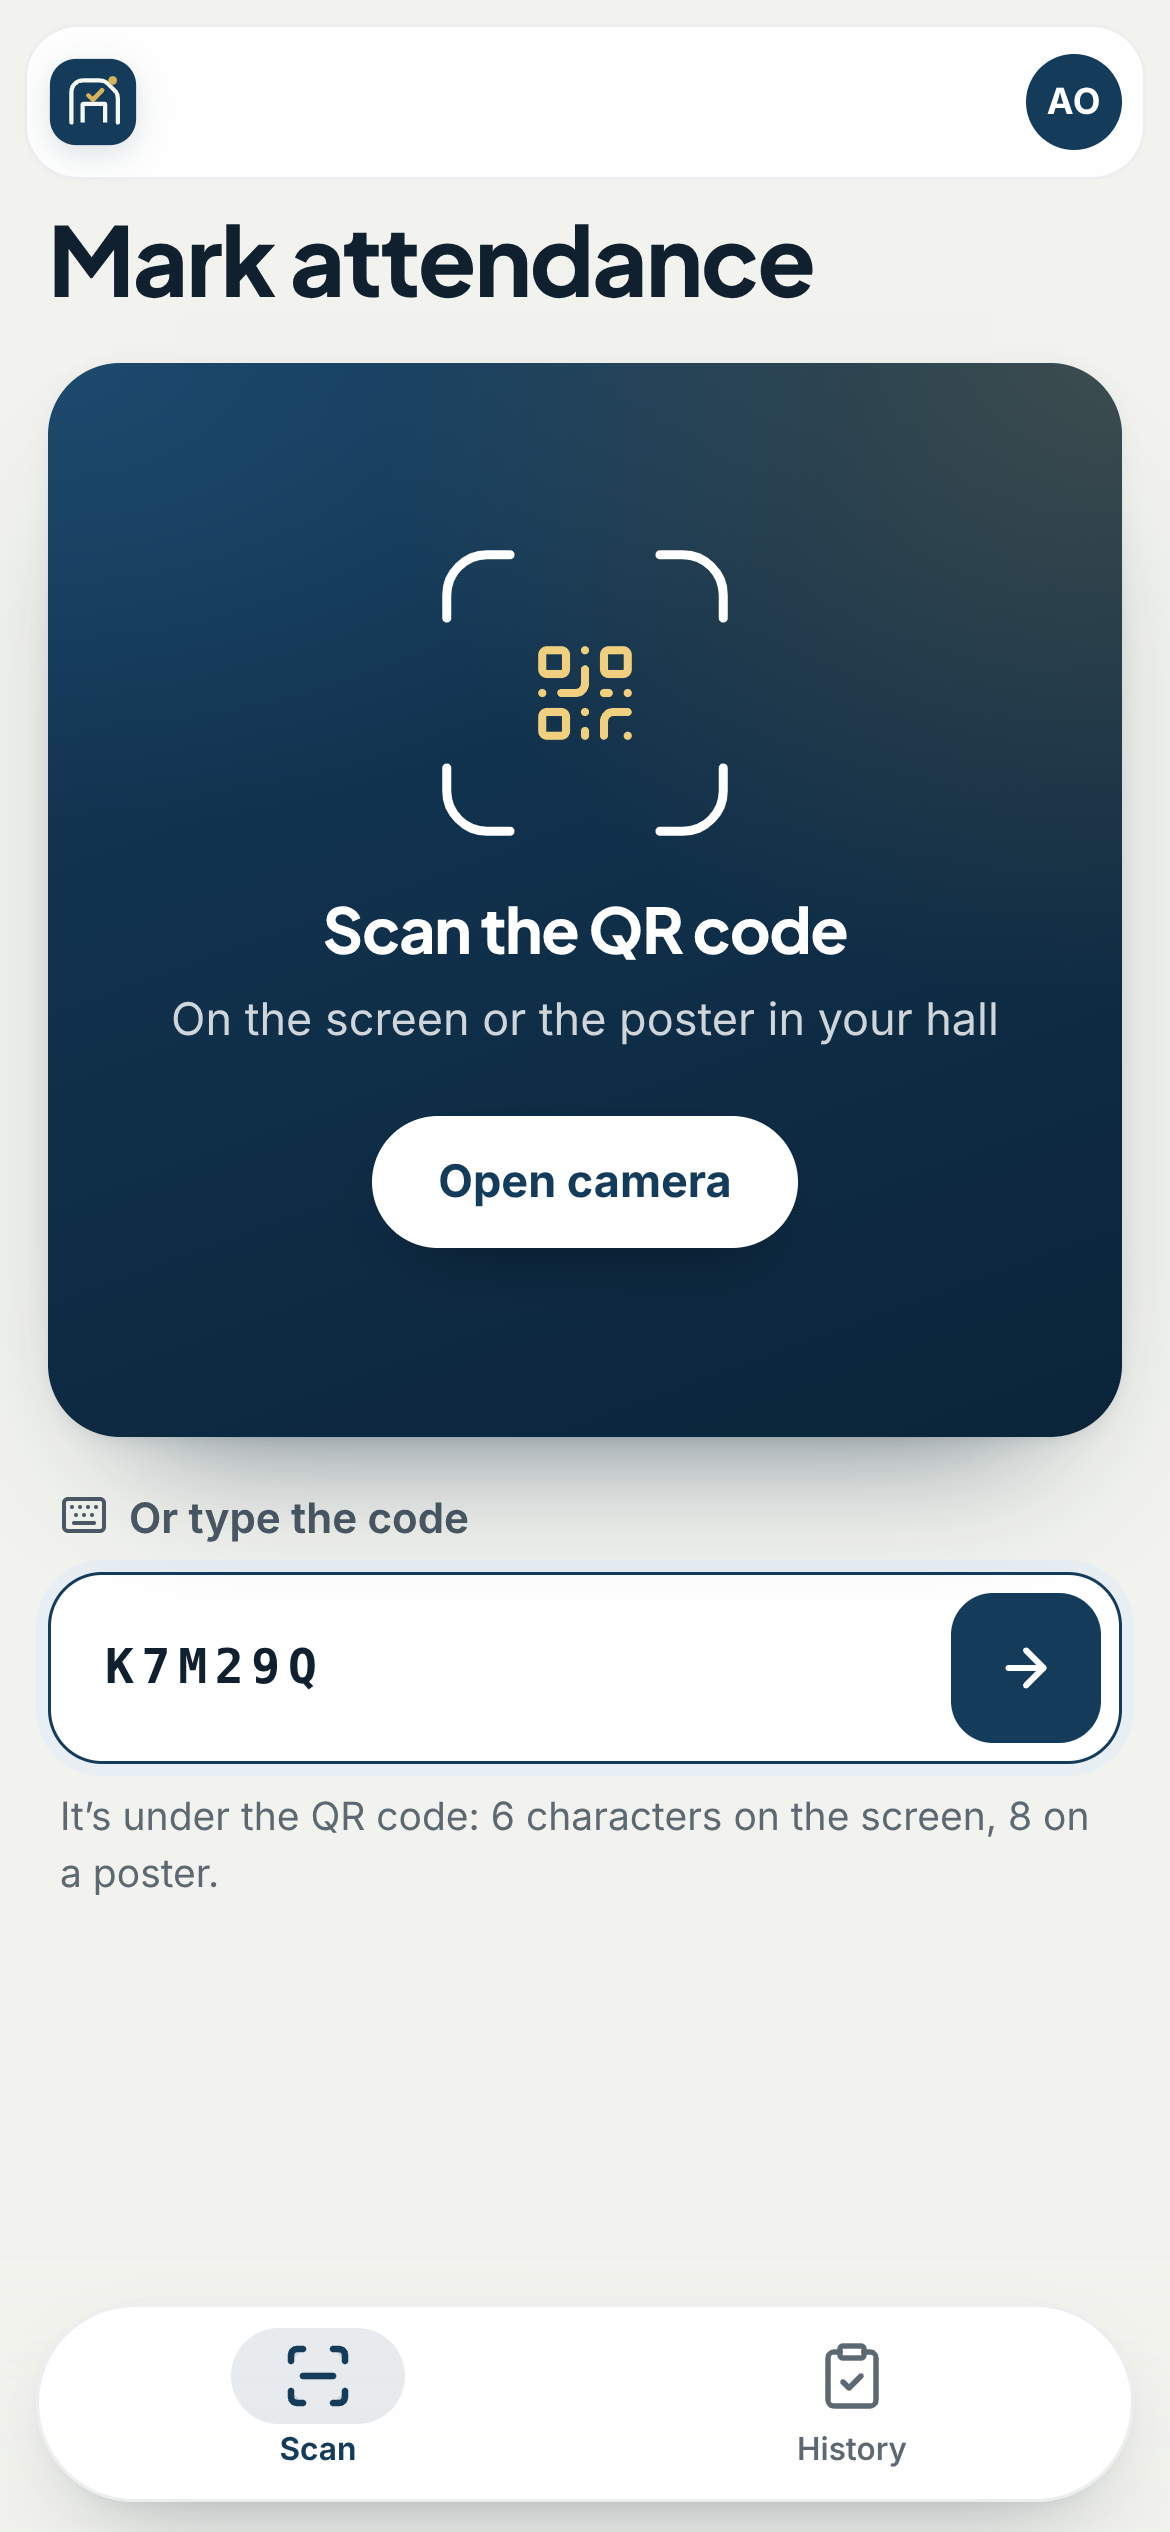 AO
Mark attendance
Scan the QR code
On the screen or the poster in your hall
Open camera
Or type the code
K7M29Q
It’s under the QR code: 6 characters on the screen, 8 on
a poster.
Scan
History